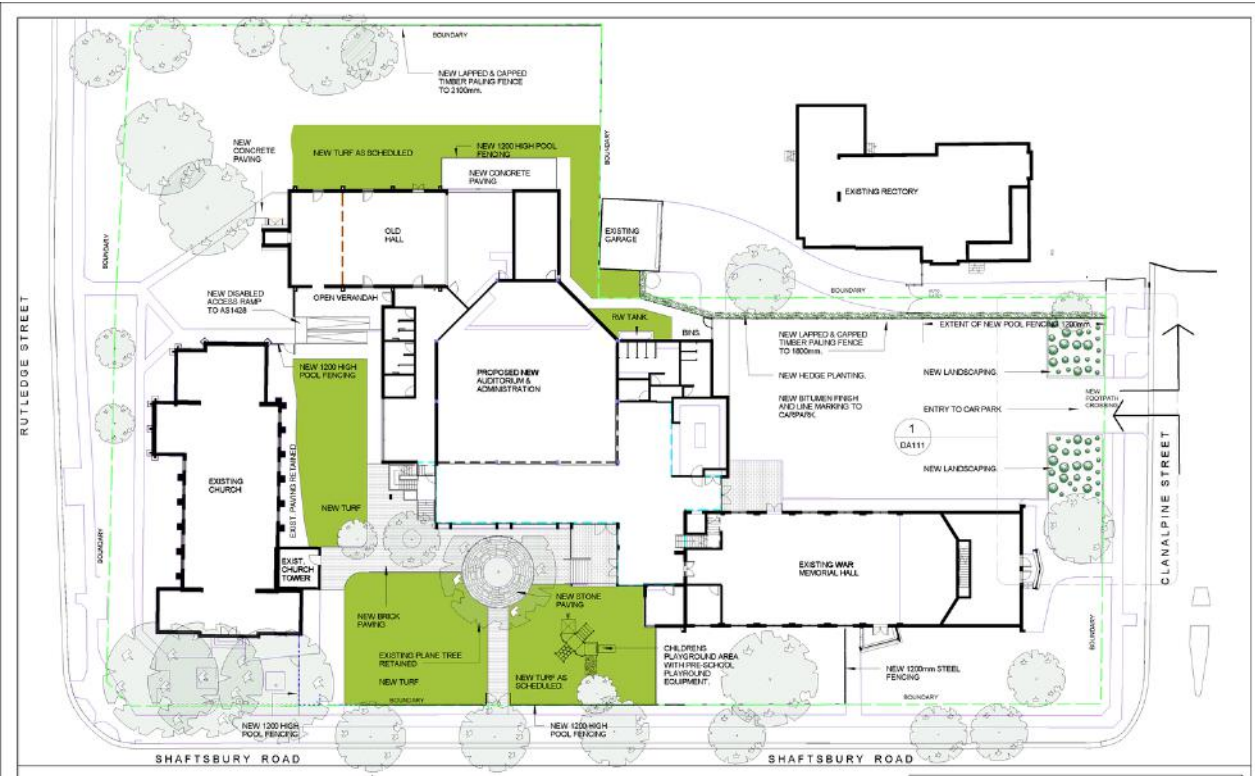 BOUNDARY
NEW LAPPED & CAPPED
TIMBER PALING FENCE
TO 2100mm.
NEW
CONCRETE
PAVING
NEW TURF AS SCHEDULED
NEW 1200 HIGH POOL
FENCING
NEW CONCRETE
PAVING
BOUNDARY
EXISTING RECTORY
OLD
HALL
EXISTING
GARAGE
BOUNDARY
NEW DISABLED
ACCESS RAMP
TO AS1428
OPEN VERANDAH
BOUNDARY
RW TANK.
BINS.
EXTENT OF NEW POOL FENCING 1200mm.
NEW LAPPED & CAPPED
TIMBER PALING FENCE
TO 1800mm.
RUTLEDGE STREET
NEW 1200 HIGH
POOL FENCING
PROPOSED NEW
AUDITORIUM &
ADMINISTRATION
NEW HEDGE PLANTING.
NEW LANDSCAPING
NEW BITUMEN FINISH
AND LINE MARKING TO
CARPARK.
NEW
FOOTPATH
CROSSING
ENTRY TO CAR PARK
1
DA111
EXISTING
CHURCH
EXIST. PAVING RETAINED
NEW TURF
NEW LANDSCAPING
CLANALPINE STREET
BOUNDARY
EXIST.
CHURCH
TOWER
EXISTING WAR
MEMORIAL HALL
NEW BRICK
PAVING
NEW STONE
PAVING
EXISTING PLANE TREE
RETAINED
NEW TURF
NEW TURF AS
SCHEDULED.
CHILDRENS
PLAYGROUND AREA
WITH PRE-SCHOOL
PLAYROUND
EQUIPMENT.
NEW 1200mm STEEL
FENCING
BOUNDARY
BOUNDARY
BOUNDARY
NEW 1200 HIGH
POOL FENCING
NEW 1200 HIGH
POOL FENCING
SHAFTSBURY ROAD
SHAFTSBURY ROAD